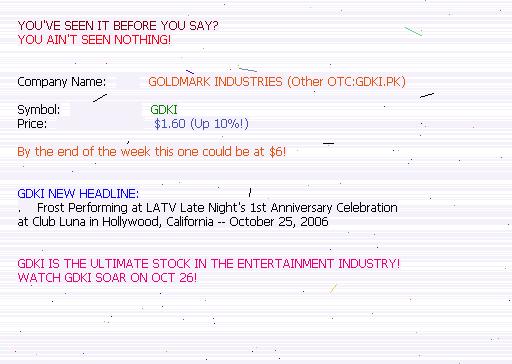 YOU'VE SEEN IT BEFORE YOU SAY?
YOU AIN'T SEEN NOTHING!
Company Name: GOLDMARK INDUSTRIES (Other OTC:GDKI.PK)
Symbol: GDKI
Price: $1.60 (Up 10%!)
By the end of the week this one could be at $6!
GDKI NEW HEADLINE:
. Frost Performing at LATV Late Night's 1st Anniversary Celebration
at Club Luna in Hollywood, California -- October 25, 2006
GDKI IS THE ULTIMATE STOCK IN THE ENTERTAINMENT INDUSTRY!
WATCH GDKI SOAR ON OCT 26!